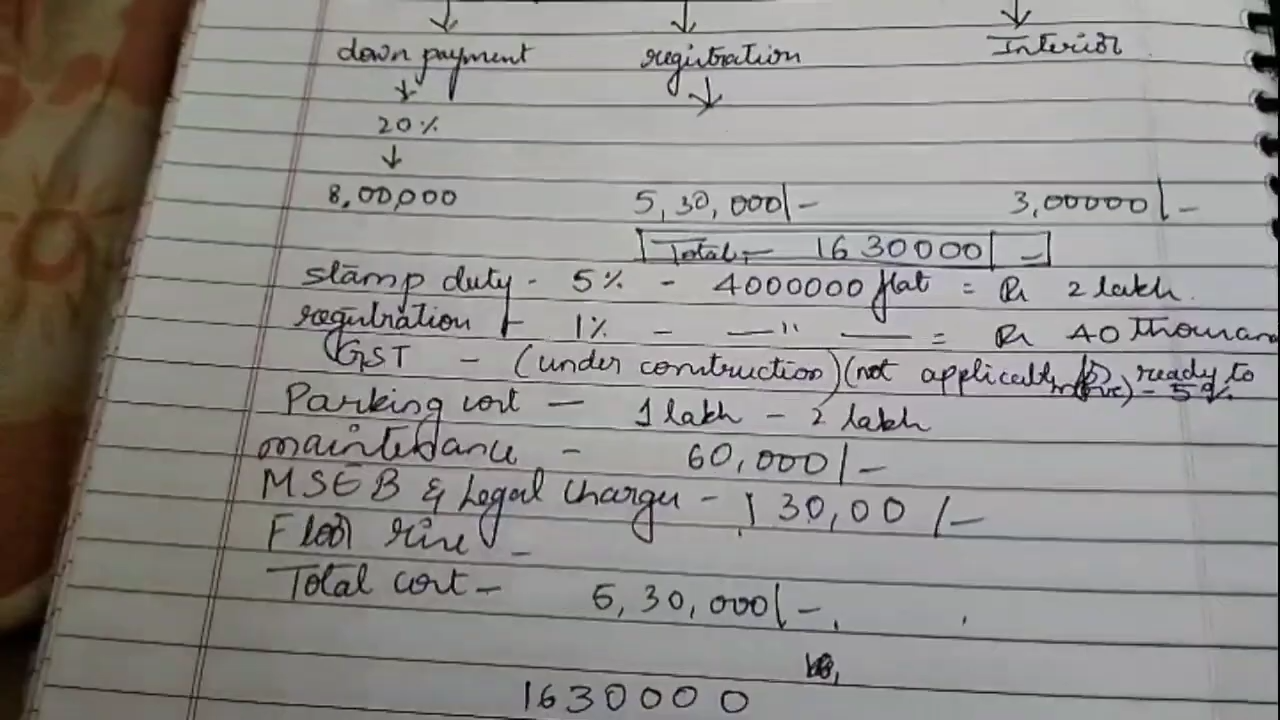 down payment registration Interior
20%
8,00,000 5,30,000/- 3,00000/-
Total - 1630000/-
stamp duty - 5% - 4000000 flat = Rs 2 lakh.
registration - 1% - —"— = Rs 40 thousan
GST - (under construction) (not applicable ready to - 5%
Parking cost - 1 lakh - 2 lakh
maintenance - 60,000/-
MSEB & Legal Charges - 130,00/-
Floor rise -
Total cost - 5,30,000/-
1630000